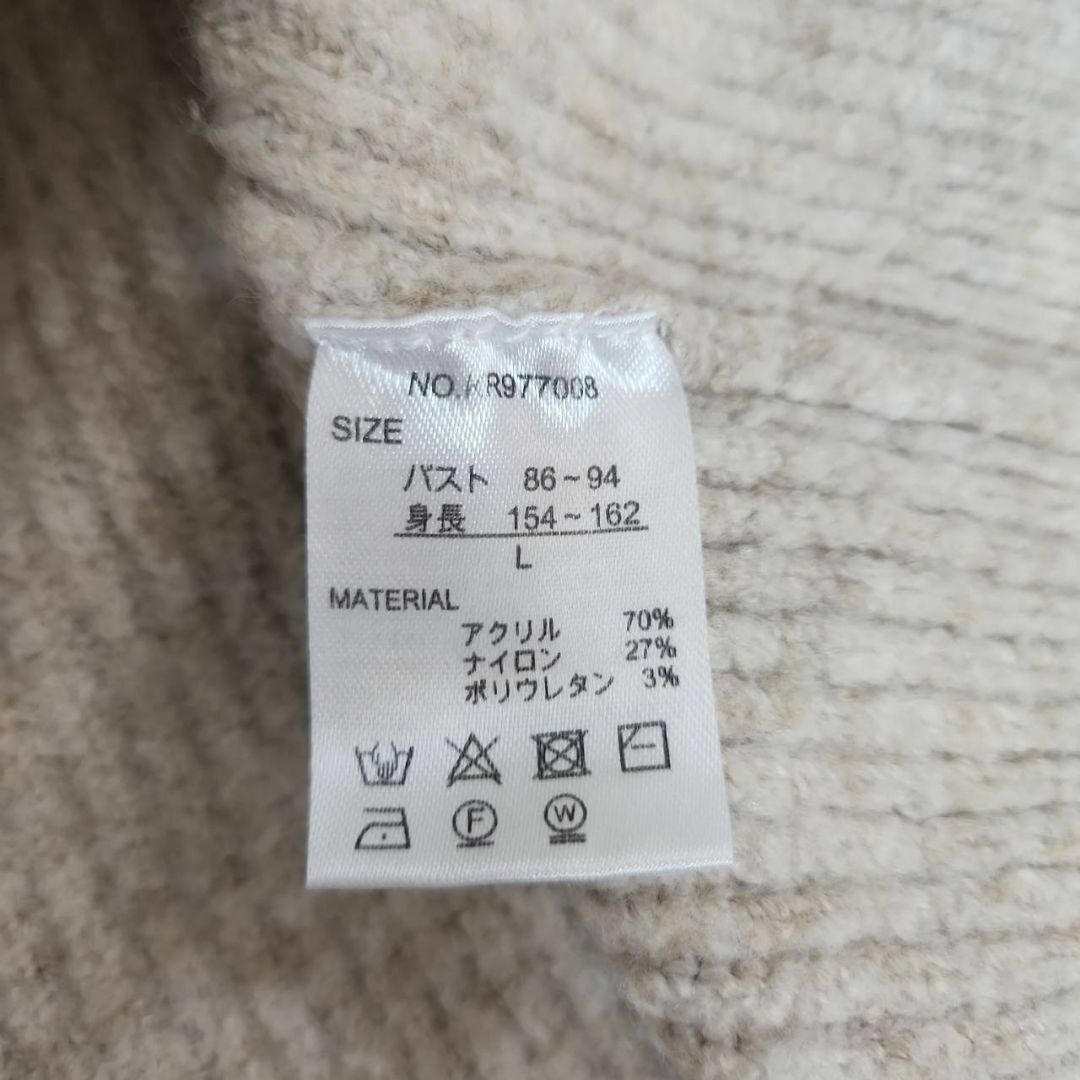 NO.KR977008
SIZE
バスト 86~94
身長 154~162
L
MATERIAL
アクリル 70%
ナイロン 27%
ポリウレタン 3%
F W